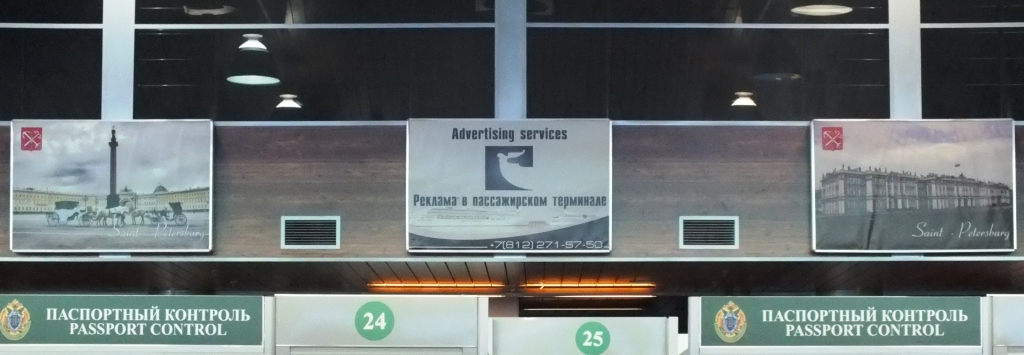 Advertising services
Реклама в пассажирском терминале
+7(812) 271-57-50
Saint - Petersburg
Saint - Petersburg
ПАСПОРТНЫЙ КОНТРОЛЬ
PASSPORT CONTROL
24
25
ПАСПОРТНЫЙ КОНТРОЛЬ
PASSPORT CONTROL